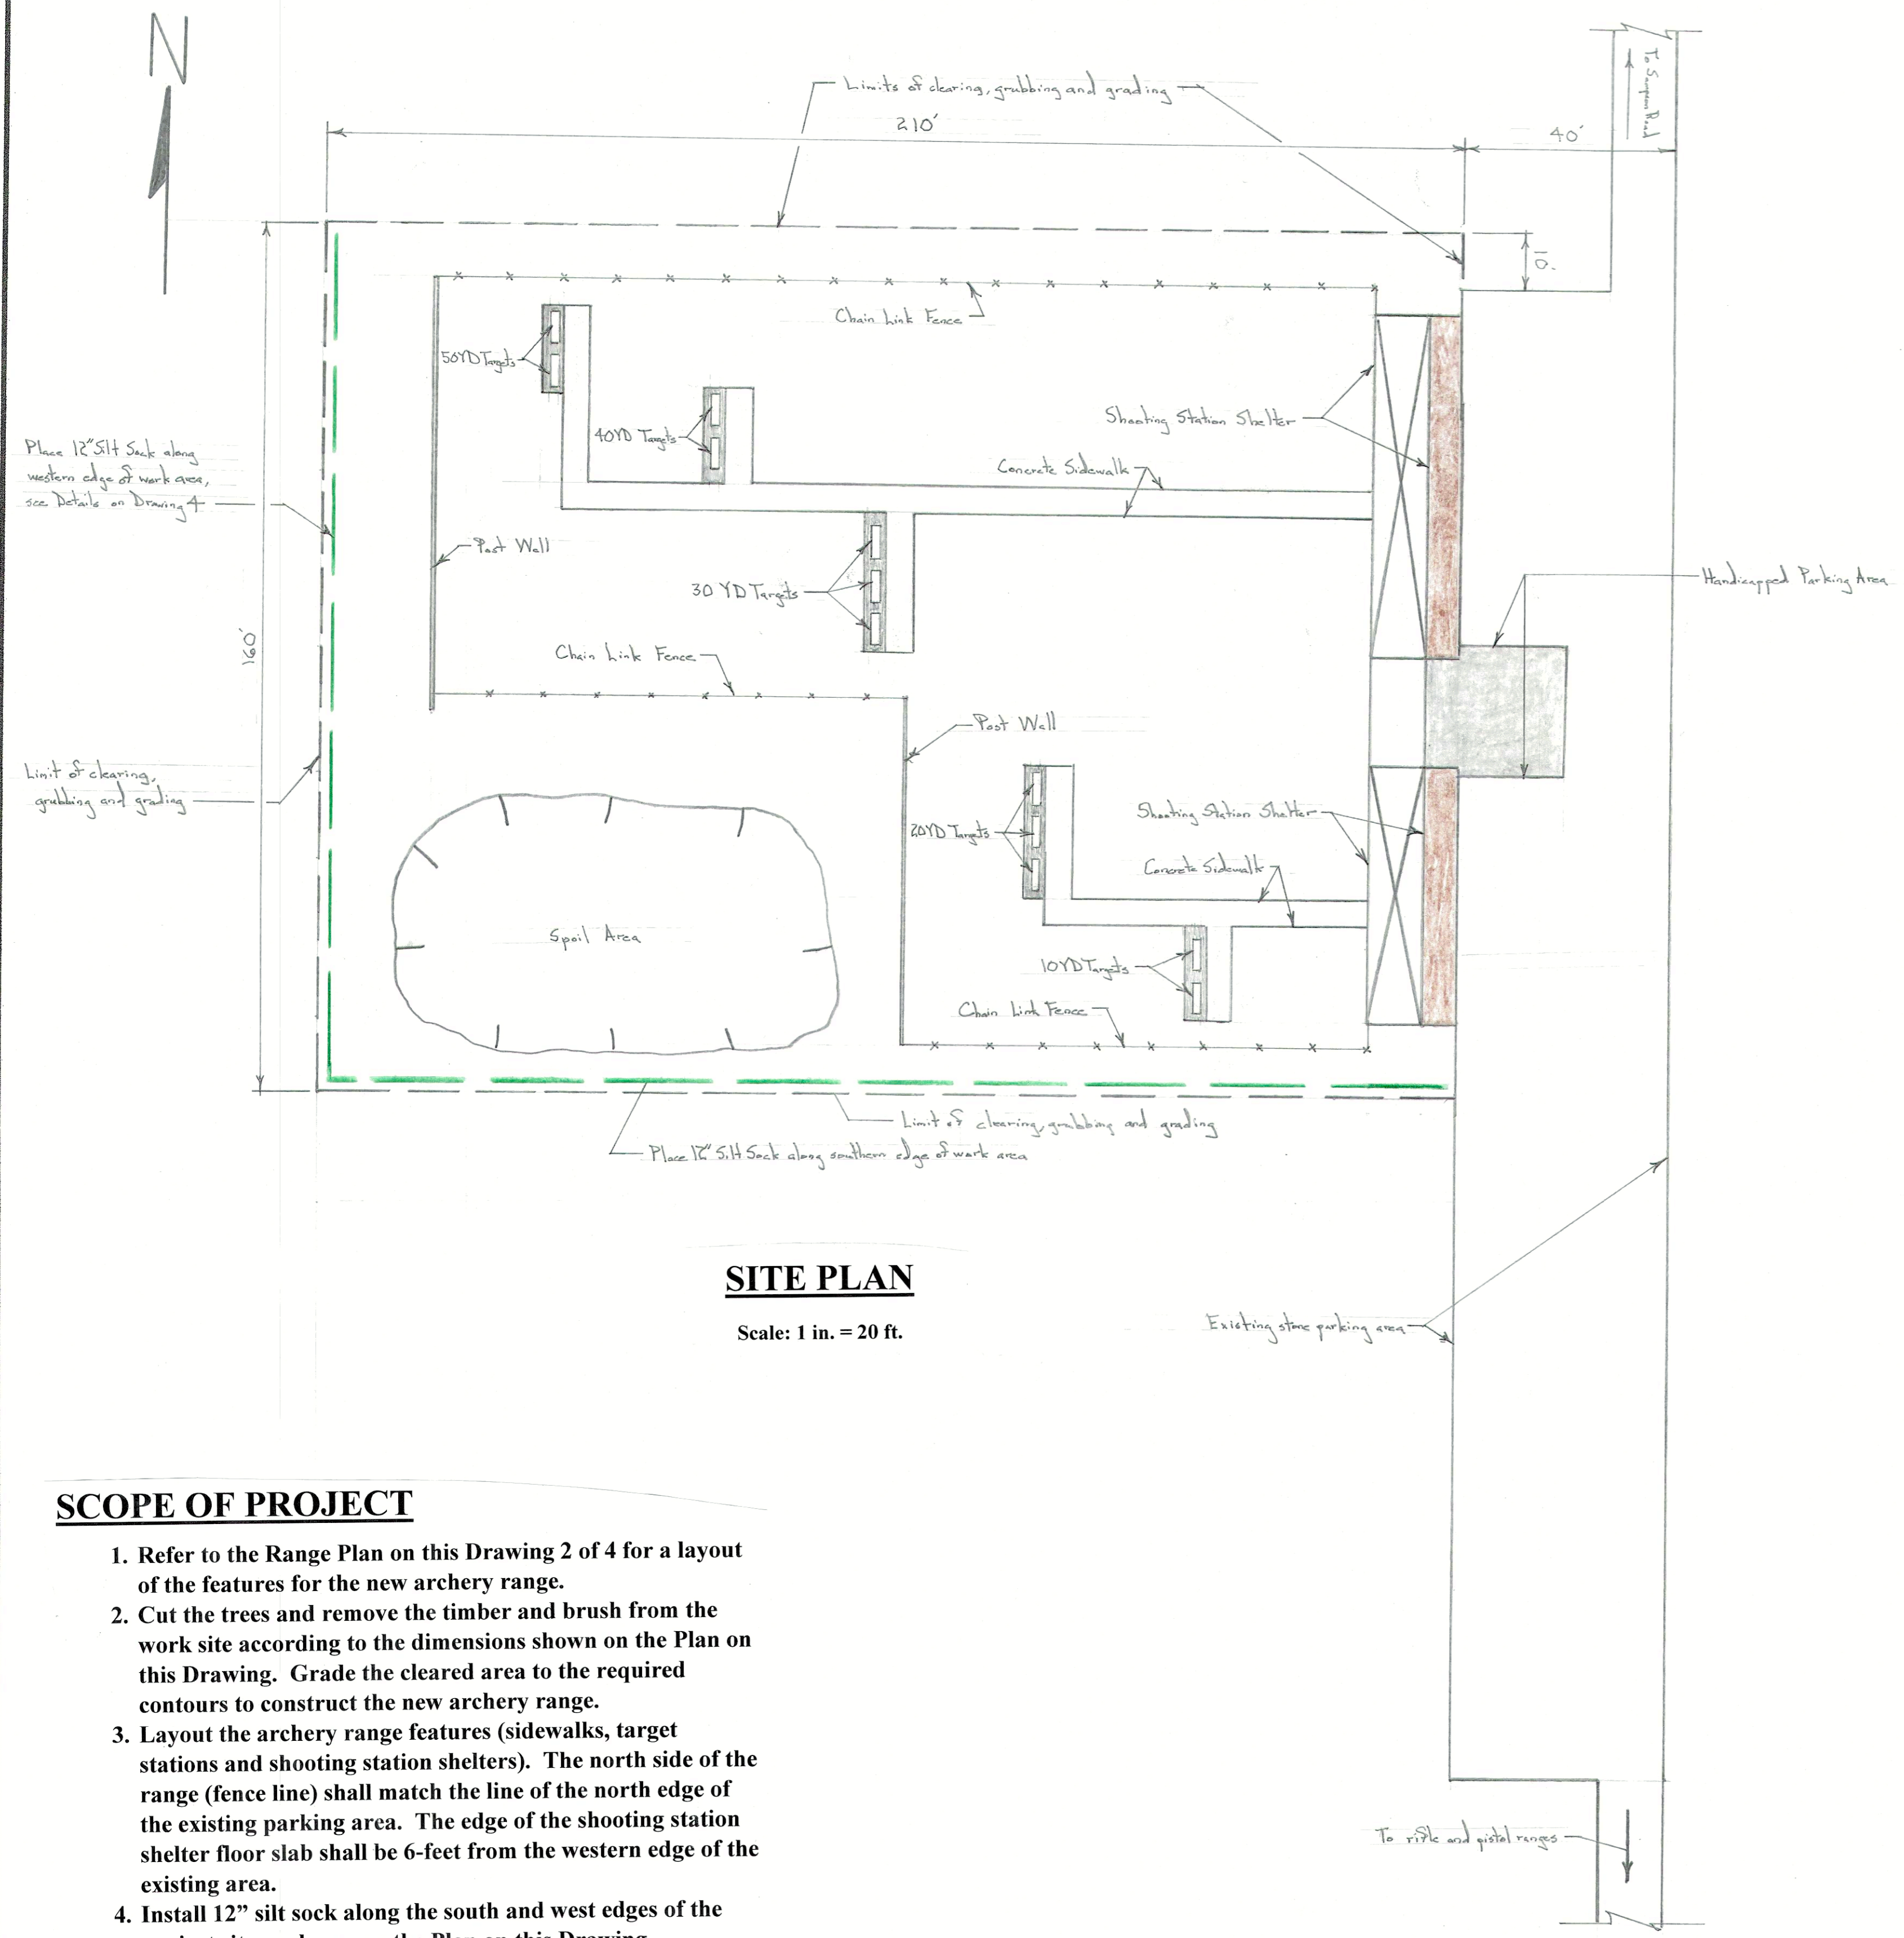 N
To Sampson Road
Limits of clearing, grubbing and grading
210'
40'
10'
Chain Link Fence
50YD Targets
40YD Targets
Shooting Station Shelter
Place 12" Silt Sock along
western edge of work area,
see Details on Drawing 4
Concrete Sidewalk
Post Wall
Handicapped Parking Area
30 YD Targets
160'
Chain Link Fence
Post Wall
Limit of clearing,
grubbing and grading
20YD Targets
Shooting Station Shelter
Concrete Sidewalk
Spoil Area
10YD Targets
Chain Link Fence
Limit of clearing, grubbing and grading
Place 12" Silt Sock along southern edge of work area
SITE PLAN
Scale: 1 in. = 20 ft.
Existing stone parking area
SCOPE OF PROJECT
1. Refer to the Range Plan on this Drawing 2 of 4 for a layout
of the features for the new archery range.
2. Cut the trees and remove the timber and brush from the
work site according to the dimensions shown on the Plan on
this Drawing. Grade the cleared area to the required
contours to construct the new archery range.
3. Layout the archery range features (sidewalks, target
stations and shooting station shelters). The north side of the
range (fence line) shall match the line of the north edge of
the existing parking area. The edge of the shooting station
shelter floor slab shall be 6-feet from the western edge of the
existing area.
4. Install 12” silt sock along the south and west edges of the
the Plan on this Drawing
To rifle and pistol ranges